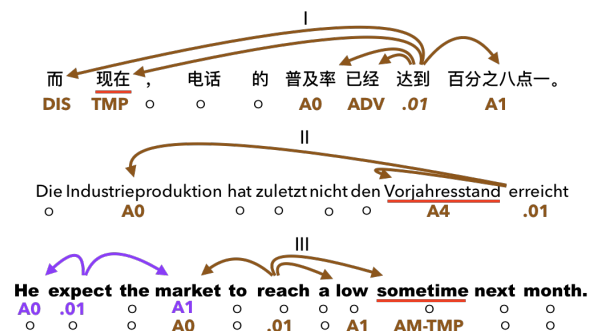 I
而 现在 ， 电话 的 普及率 已经 达到 百分之八点一。
DIS TMP O O O A0 ADV .01 A1
II
Die Industrieproduktion hat zuletzt nicht den Vorjahresstand erreicht
O A0 O O O O A4 .01
III
He expect the market to reach a low sometime next month.
A0 .01 O A1 O O O O O O O
O O O A0 O .01 O A1 AM-TMP O O